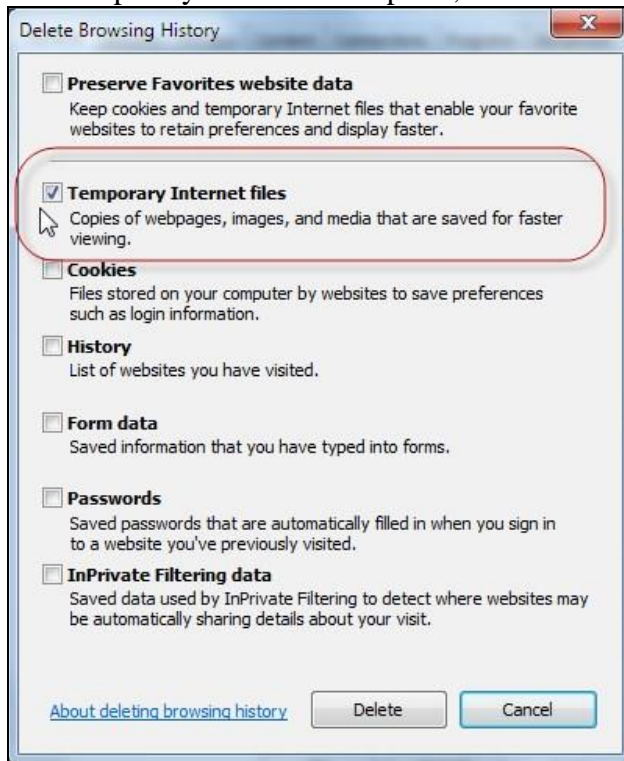 Delete Browsing History
Preserve Favorites website data
Keep cookies and temporary Internet files that enable your favorite
websites to retain preferences and display faster.
Temporary Internet files
Copies of webpages, images, and media that are saved for faster
viewing.
Cookies
Files stored on your computer by websites to save preferences
such as login information.
History
List of websites you have visited.
Form data
Saved information that you have typed into forms.
Passwords
Saved passwords that are automatically filled in when you sign in
to a website you've previously visited.
InPrivate Filtering data
Saved data used by InPrivate Filtering to detect where websites may
be automatically sharing details about your visit.
About deleting browsing history Delete Cancel